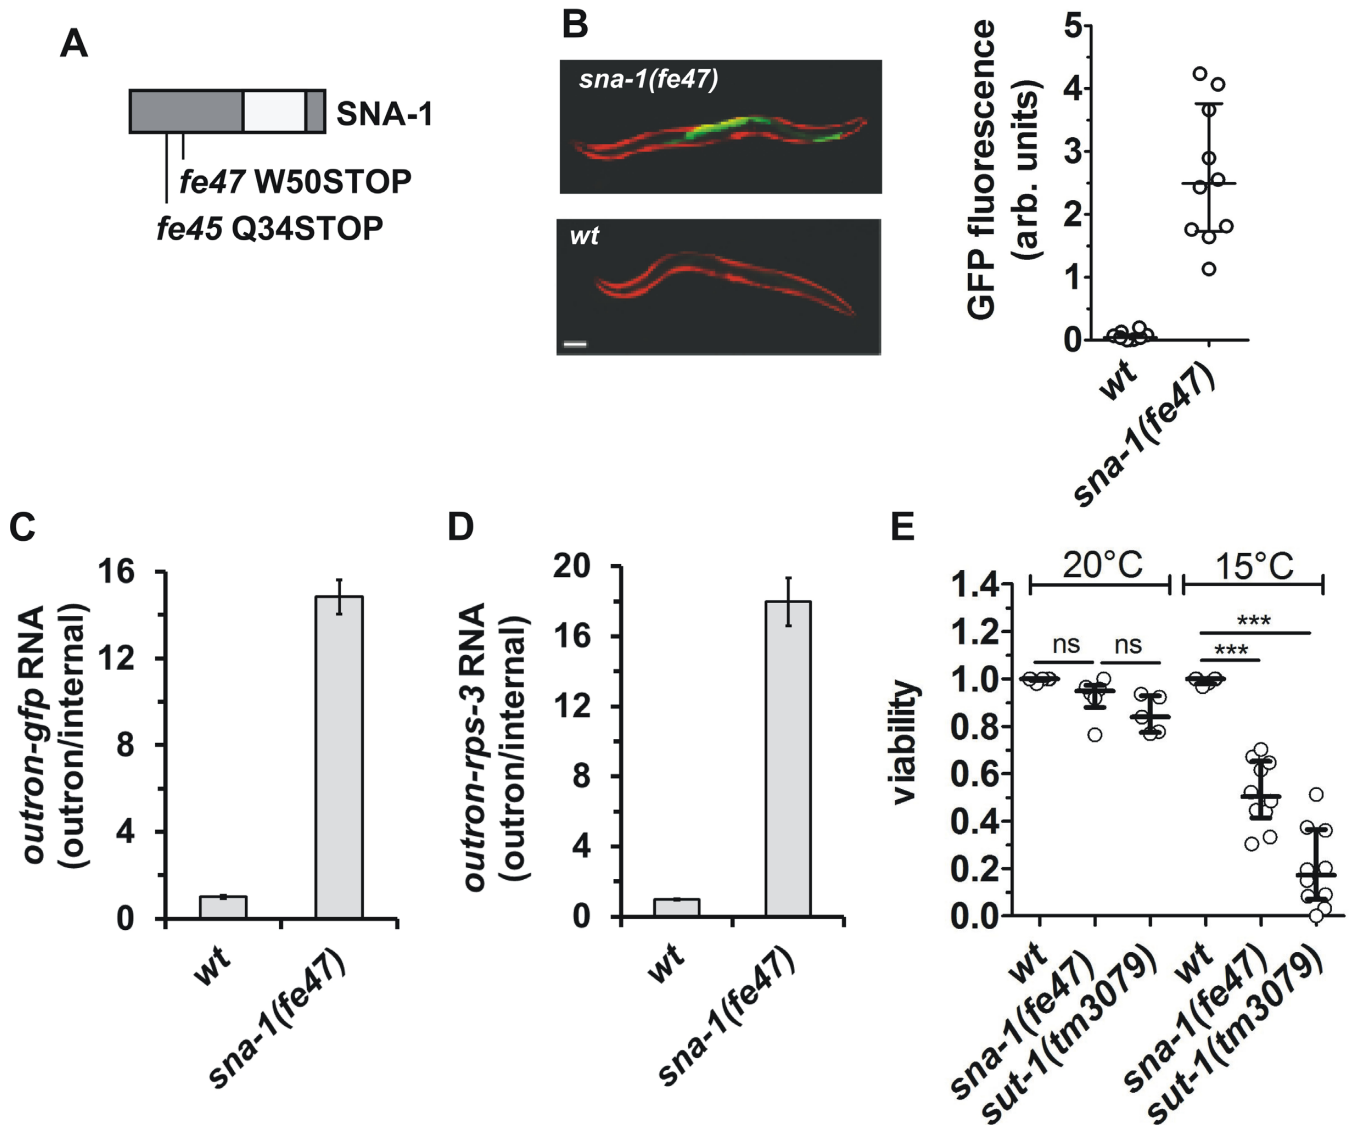 A
SNA-1
fe47 W50STOP
fe45 Q34STOP
B
sna-1(fe47)
wt
GFP fluorescence
(arb. units)
5
4
3
2
1
0
wt
sna-1(fe47)
C
outron-gfp RNA
(outron/internal)
16
12
8
4
0
wt
sna-1(fe47)
D
outron-rps-3 RNA
(outron/internal)
20
16
12
8
4
0
wt
sna-1(fe47)
E
20°C
15°C
viability
1.4
1.2
1.0
0.8
0.6
0.4
0.2
0.0
ns
ns
***
***
wt
sna-1(fe47)
sut-1(tm3079)
wt
sna-1(fe47)
sut-1(tm3079)